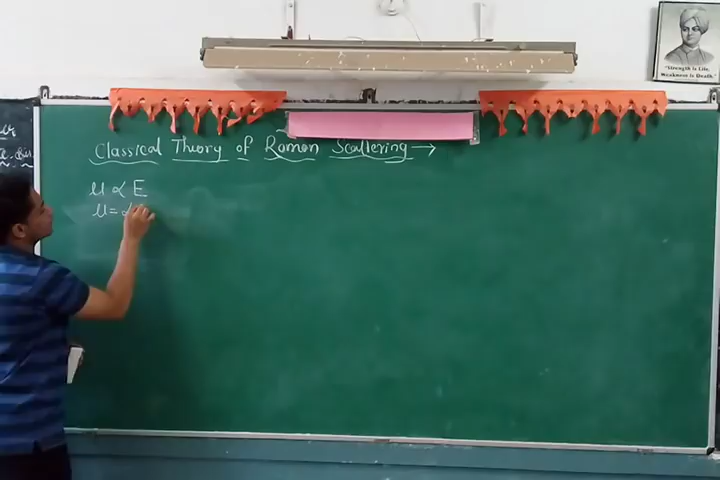 Classical Theory of Raman Scattering →
μ ∝ E
μ = α
"Strength is Life,
Weakness is Death."